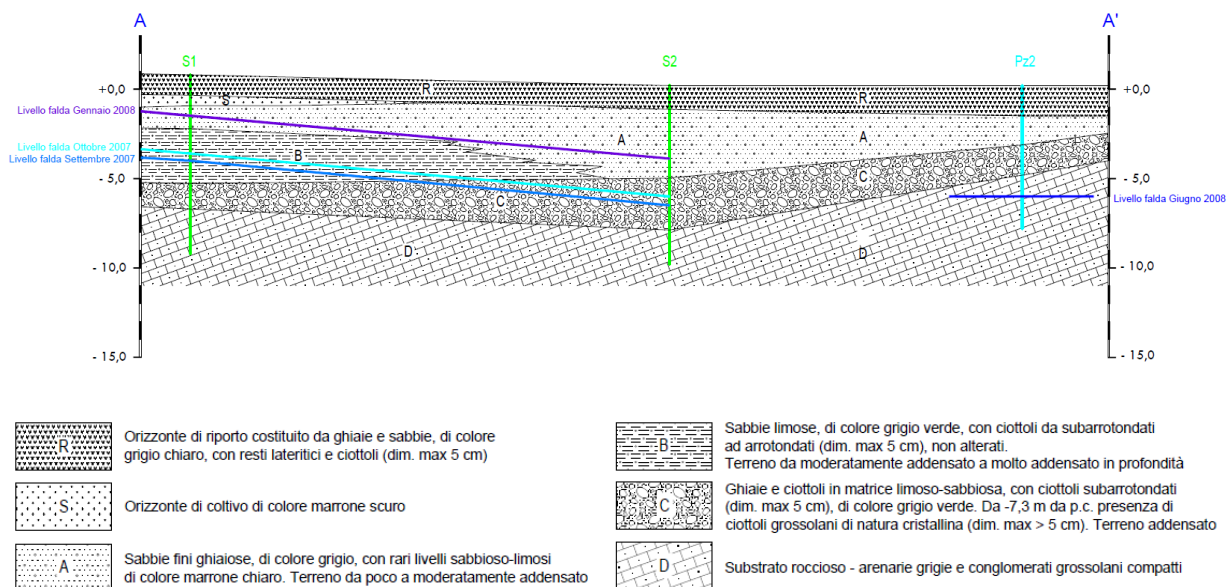 A
A'
S1
S2
Pz2
+0,0
+0,0
R
R
S
Livello falda Gennaio 2008
A
A
Livello falda Ottobre 2007
B
Livello falda Settembre 2007
- 5,0
- 5,0
C
C
Livello falda Giugno 2008
D
D
- 10,0
- 10,0
- 15,0
- 15,0
R
Orizzonte di riporto costituito da ghiaie e sabbie, di colore
grigio chiaro, con resti lateritici e ciottoli (dim. max 5 cm)
S
Orizzonte di coltivo di colore marrone scuro
A
Sabbie fini ghiaiose, di colore grigio, con rari livelli sabbioso-limosi
di colore marrone chiaro. Terreno da poco a moderatamente addensato
B
Sabbie limose, di colore grigio verde, con ciottoli da subarrotondati
ad arrotondati (dim. max 5 cm), non alterati.
Terreno da moderatamente addensato a molto addensato in profondità
C
Ghiaie e ciottoli in matrice limoso-sabbiosa, con ciottoli subarrotondati
(dim. max 5 cm), di colore grigio verde. Da -7,3 m da p.c. presenza di
ciottoli grossolani di natura cristallina (dim. max > 5 cm). Terreno addensato
D
Substrato roccioso - arenarie grigie e conglomerati grossolani compatti